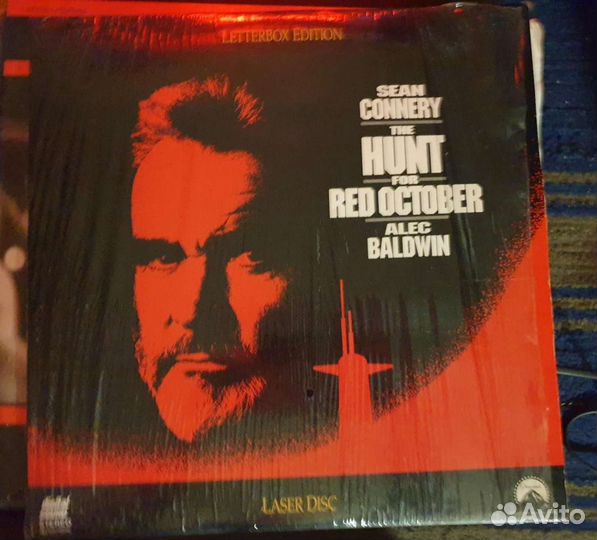 LETTERBOX EDITION
SEAN
CONNERY
THE
HUNT
FOR
RED OCTOBER
ALEC
BALDWIN
LASER DISC
Avito